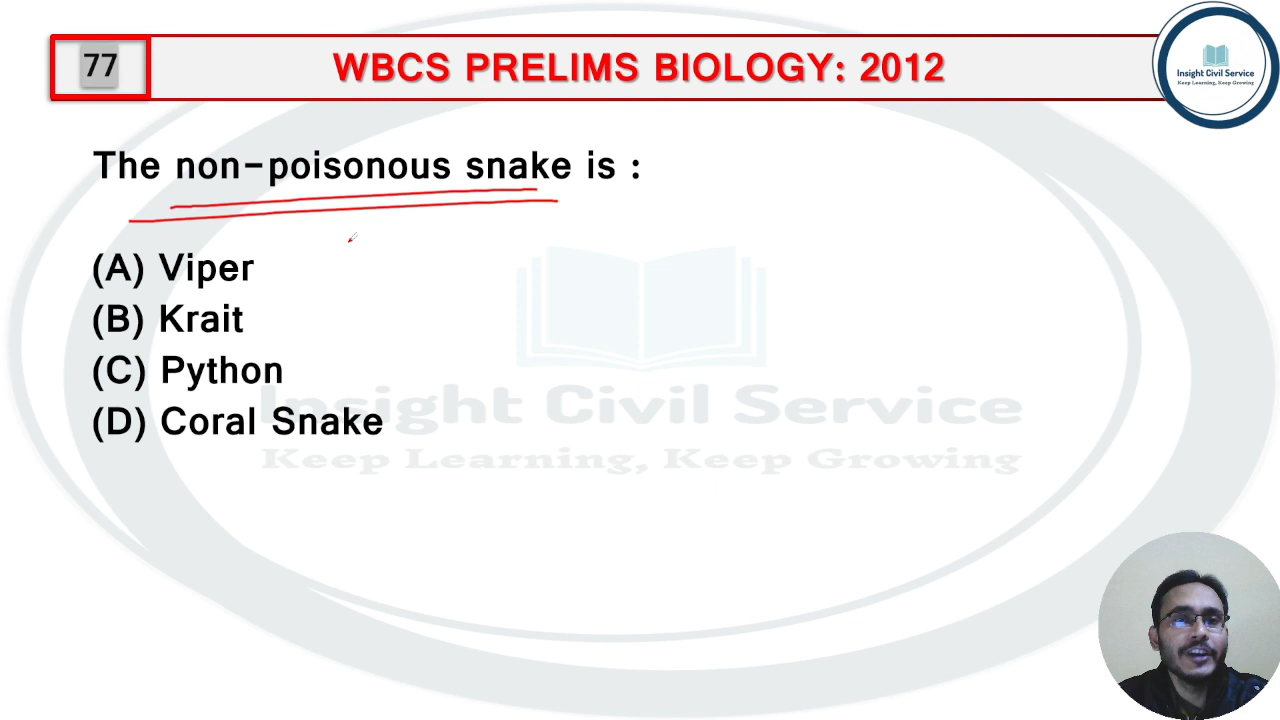 77
WBCS PRELIMS BIOLOGY: 2012
Insight Civil Service
Keep Learning, Keep Growing
The non-poisonous snake is :
(A) Viper
(B) Krait
(C) Python
(D) Coral Snake
Insight Civil Service
Keep Learning, Keep Growing